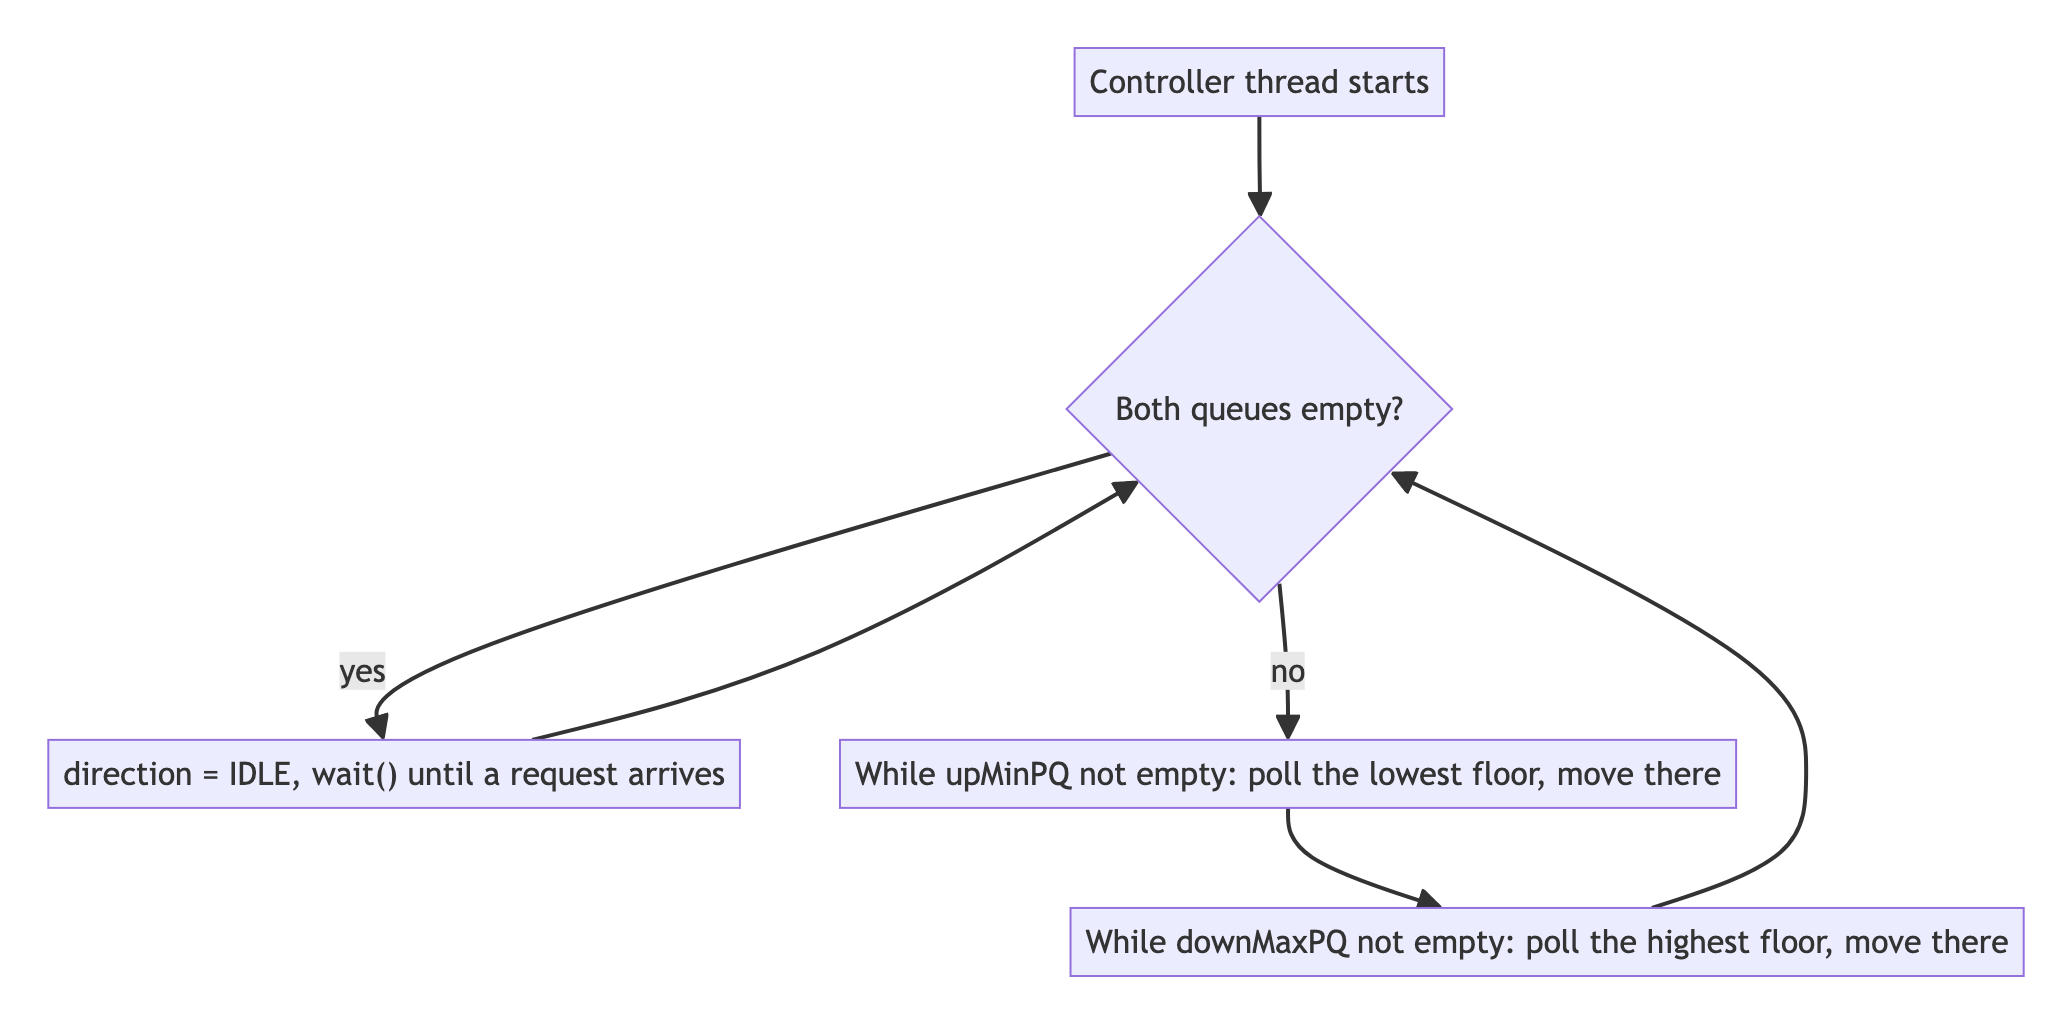 Controller thread starts
Both queues empty?
yes
no
direction = IDLE, wait() until a request arrives
While upMinPQ not empty: poll the lowest floor, move there
While downMaxPQ not empty: poll the highest floor, move there